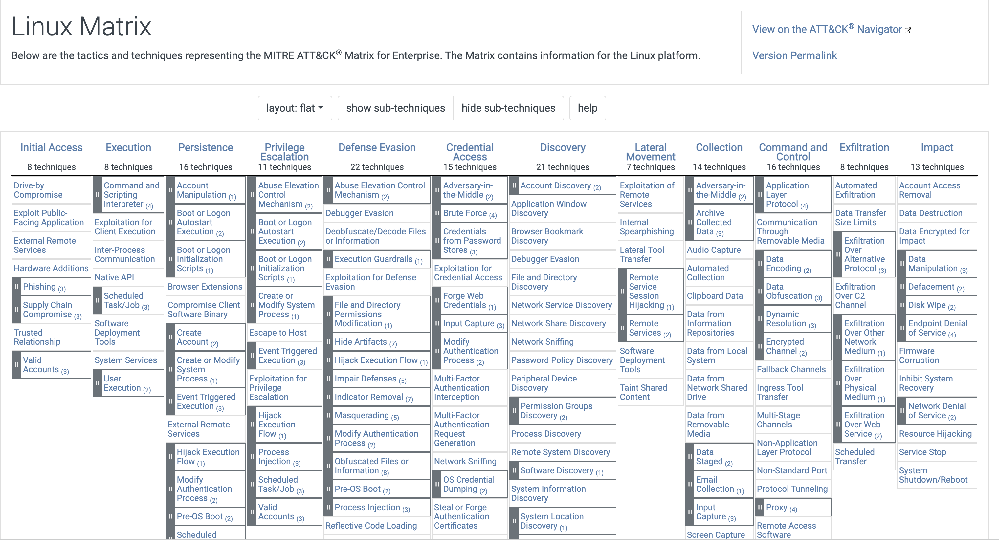 Linux Matrix
Below are the tactics and techniques representing the MITRE ATT&CK® Matrix for Enterprise. The Matrix contains information for the Linux platform.
View on the ATT&CK® Navigator
Version Permalink
layout: flat
show sub-techniques
hide sub-techniques
help
Initial Access
8 techniques
Drive-by
Compromise
Exploit Public-
Facing Application
External Remote
Services
Hardware Additions
Phishing (3)
Supply Chain
Compromise (3)
Trusted
Relationship
Valid
Accounts (3)
Execution
8 techniques
Command and
Scripting
Interpreter (4)
Exploitation for
Client Execution
Inter-Process
Communication
Native API
Scheduled
Task/Job (3)
Software
Deployment
Tools
System Services
User
Execution (2)
Persistence
16 techniques
Account
Manipulation (1)
Boot or Logon
Autostart
Execution (2)
Boot or Logon
Initialization
Scripts (1)
Browser Extensions
Compromise Client
Software Binary
Create
Account (2)
Create or Modify
System
Process (1)
Event Triggered
Execution (3)
External Remote
Services
Hijack Execution
Flow (1)
Modify
Authentication
Process (2)
Pre-OS Boot (2)
Scheduled
Privilege
Escalation
11 techniques
Abuse Elevation
Control
Mechanism (2)
Boot or Logon
Autostart
Execution (2)
Boot or Logon
Initialization
Scripts (1)
Create or
Modify System
Process (1)
Escape to Host
Event Triggered
Execution (3)
Exploitation for
Privilege
Escalation
Hijack
Execution
Flow (1)
Process
Injection (3)
Scheduled
Task/Job (3)
Valid
Accounts (3)
Defense Evasion
22 techniques
Abuse Elevation Control
Mechanism (2)
Debugger Evasion
Deobfuscate/Decode Files
or Information
Execution Guardrails (1)
Exploitation for Defense
Evasion
File and Directory
Permissions
Modification (1)
Hide Artifacts (7)
Hijack Execution Flow (1)
Impair Defenses (5)
Indicator Removal (7)
Masquerading (5)
Modify Authentication
Process (2)
Obfuscated Files or
Information (8)
Pre-OS Boot (2)
Process Injection (3)
Reflective Code Loading
Credential
Access
15 techniques
Adversary-in-
the-Middle (2)
Brute Force (4)
Credentials
from Password
Stores (3)
Exploitation for
Credential Access
Forge Web
Credentials (1)
Input Capture (3)
Modify
Authentication
Process (2)
Multi-Factor
Authentication
Interception
Multi-Factor
Authentication
Request
Generation
Network Sniffing
OS Credential
Dumping (2)
Steal or Forge
Authentication
Certificates
Discovery
21 techniques
Account Discovery (2)
Application Window
Discovery
Browser Bookmark
Discovery
Debugger Evasion
File and Directory
Discovery
Network Service Discovery
Network Share Discovery
Network Sniffing
Password Policy Discovery
Peripheral Device
Discovery
Permission Groups
Discovery (2)
Process Discovery
Remote System Discovery
Software Discovery (1)
System Information
Discovery
System Location
Discovery (1)
Lateral
Movement
7 techniques
Exploitation of
Remote
Services
Internal
Spearphishing
Lateral Tool
Transfer
Remote
Service
Session
Hijacking (1)
Remote
Services (2)
Software
Deployment
Tools
Taint Shared
Content
Collection
14 techniques
Adversary-in-
the-Middle (2)
Archive
Collected
Data (3)
Audio Capture
Automated
Collection
Clipboard Data
Data from
Information
Repositories
Data from Local
System
Data from
Network Shared
Drive
Data from
Removable
Media
Data
Staged (2)
Email
Collection (1)
Input
Capture (3)
Screen Capture
Command and
Control
16 techniques
Application
Layer
Protocol (4)
Communication
Through
Removable Media
Data
Encoding (2)
Data
Obfuscation (3)
Dynamic
Resolution (3)
Encrypted
Channel (2)
Fallback Channels
Ingress Tool
Transfer
Multi-Stage
Channels
Non-Application
Layer Protocol
Non-Standard Port
Protocol Tunneling
Proxy (4)
Remote Access
Software
Exfiltration
8 techniques
Automated
Exfiltration
Data Transfer
Size Limits
Exfiltration
Over
Alternative
Protocol (3)
Exfiltration
Over C2
Channel
Exfiltration
Over Other
Network
Medium (1)
Exfiltration
Over
Physical
Medium (1)
Exfiltration
Over Web
Service (2)
Scheduled
Transfer
Impact
13 techniques
Account Access
Removal
Data Destruction
Data Encrypted for
Impact
Data
Manipulation (3)
Defacement (2)
Disk Wipe (2)
Endpoint Denial
of Service (4)
Firmware
Corruption
Inhibit System
Recovery
Network Denial
of Service (2)
Resource Hijacking
Service Stop
System
Shutdown/Reboot